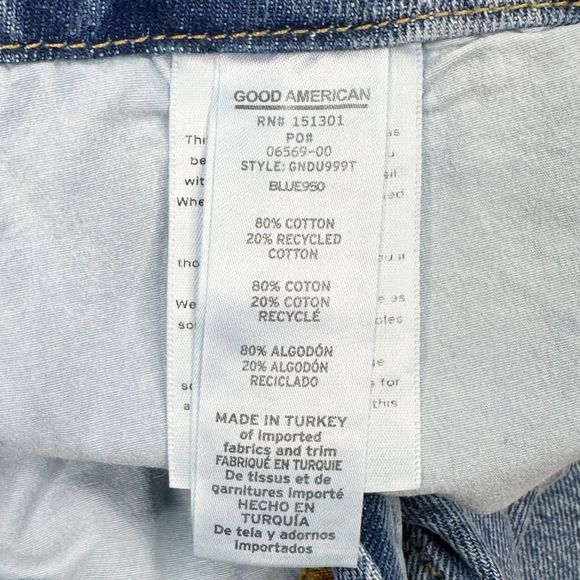 GOOD AMERICAN
RN# 151301
PO#
06569-00
STYLE: GNDU999T
BLUE950
80% COTTON
20% RECYCLED
COTTON
80% COTON
20% COTON
RECYCLÉ
80% ALGODÓN
20% ALGODÓN
RECICLADO
MADE IN TURKEY
of imported
fabrics and trim
FABRIQUÉ EN TURQUIE
De tissus et de
garnitures importé
HECHO EN
TURQUÍA
De tela y adornos
importados